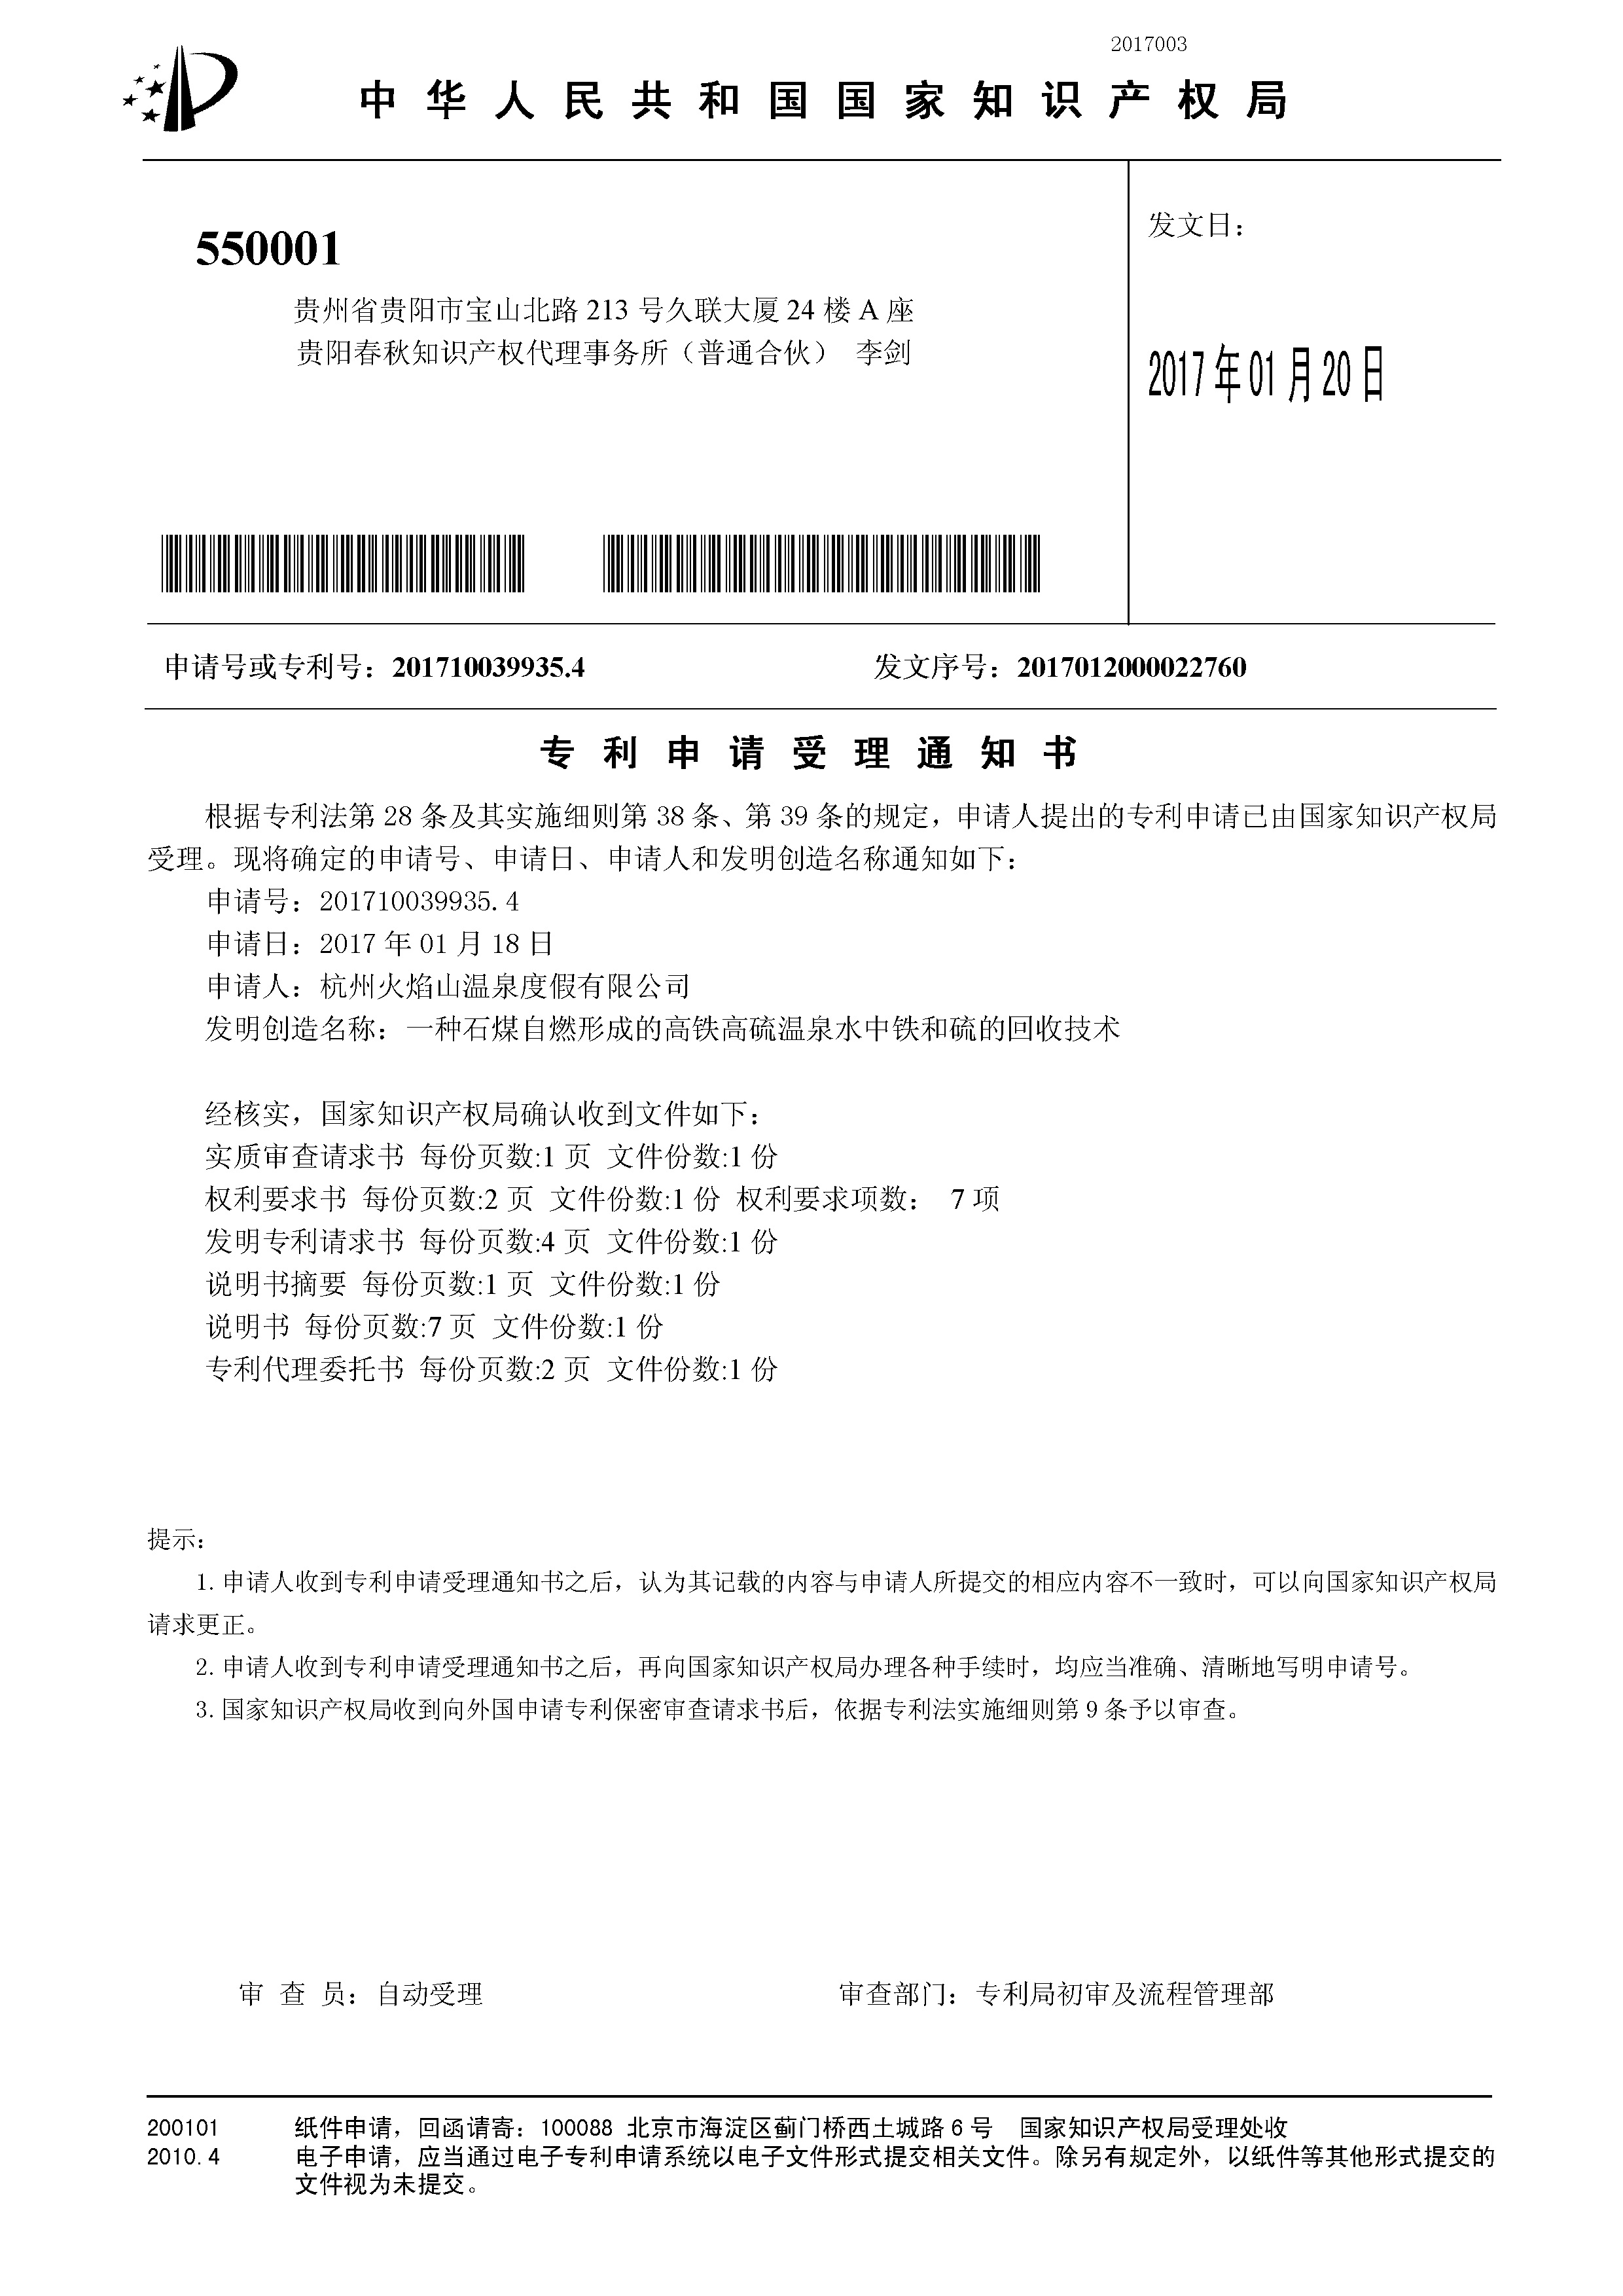 2017003
中华人民共和国国家知识产权局
550001
发文日：
贵州省贵阳市宝山北路 213 号久联大厦 24 楼 A 座
贵阳春秋知识产权代理事务所（普通合伙） 李剑
2017 年 01 月 20 日
申请号或专利号：201710039935.4 发文序号：2017012000022760
专利申请受理通知书
根据专利法第 28 条及其实施细则第 38 条、第 39 条的规定，申请人提出的专利申请已由国家知识产权局
受理。现将确定的申请号、申请日、申请人和发明创造名称通知如下：
申请号：201710039935.4
申请日：2017 年 01 月 18 日
申请人：杭州火焰山温泉度假有限公司
发明创造名称：一种石煤自燃形成的高铁高硫温泉水中铁和硫的回收技术
经核实，国家知识产权局确认收到文件如下：
实质审查请求书 每份页数:1 页 文件份数:1 份
权利要求书 每份页数:2 页 文件份数:1 份 权利要求项数： 7 项
发明专利请求书 每份页数:4 页 文件份数:1 份
说明书摘要 每份页数:1 页 文件份数:1 份
说明书 每份页数:7 页 文件份数:1 份
专利代理委托书 每份页数:2 页 文件份数:1 份
提示：
1. 申请人收到专利申请受理通知书之后，认为其记载的内容与申请人所提交的相应内容不一致时，可以向国家知识产权局
请求更正。
2. 申请人收到专利申请受理通知书之后，再向国家知识产权局办理各种手续时，均应当准确、清晰地写明申请号。
3. 国家知识产权局收到向外国申请专利保密审查请求书后，依据专利法实施细则第 9 条予以审查。
审 查 员：自动受理 审查部门：专利局初审及流程管理部
200101 纸件申请，回函请寄：100088 北京市海淀区蓟门桥西土城路 6 号 国家知识产权局受理处收
2010.4 电子申请，应当通过电子专利申请系统以电子文件形式提交相关文件。除另有规定外，以纸件等其他形式提交的
文件视为未提交。